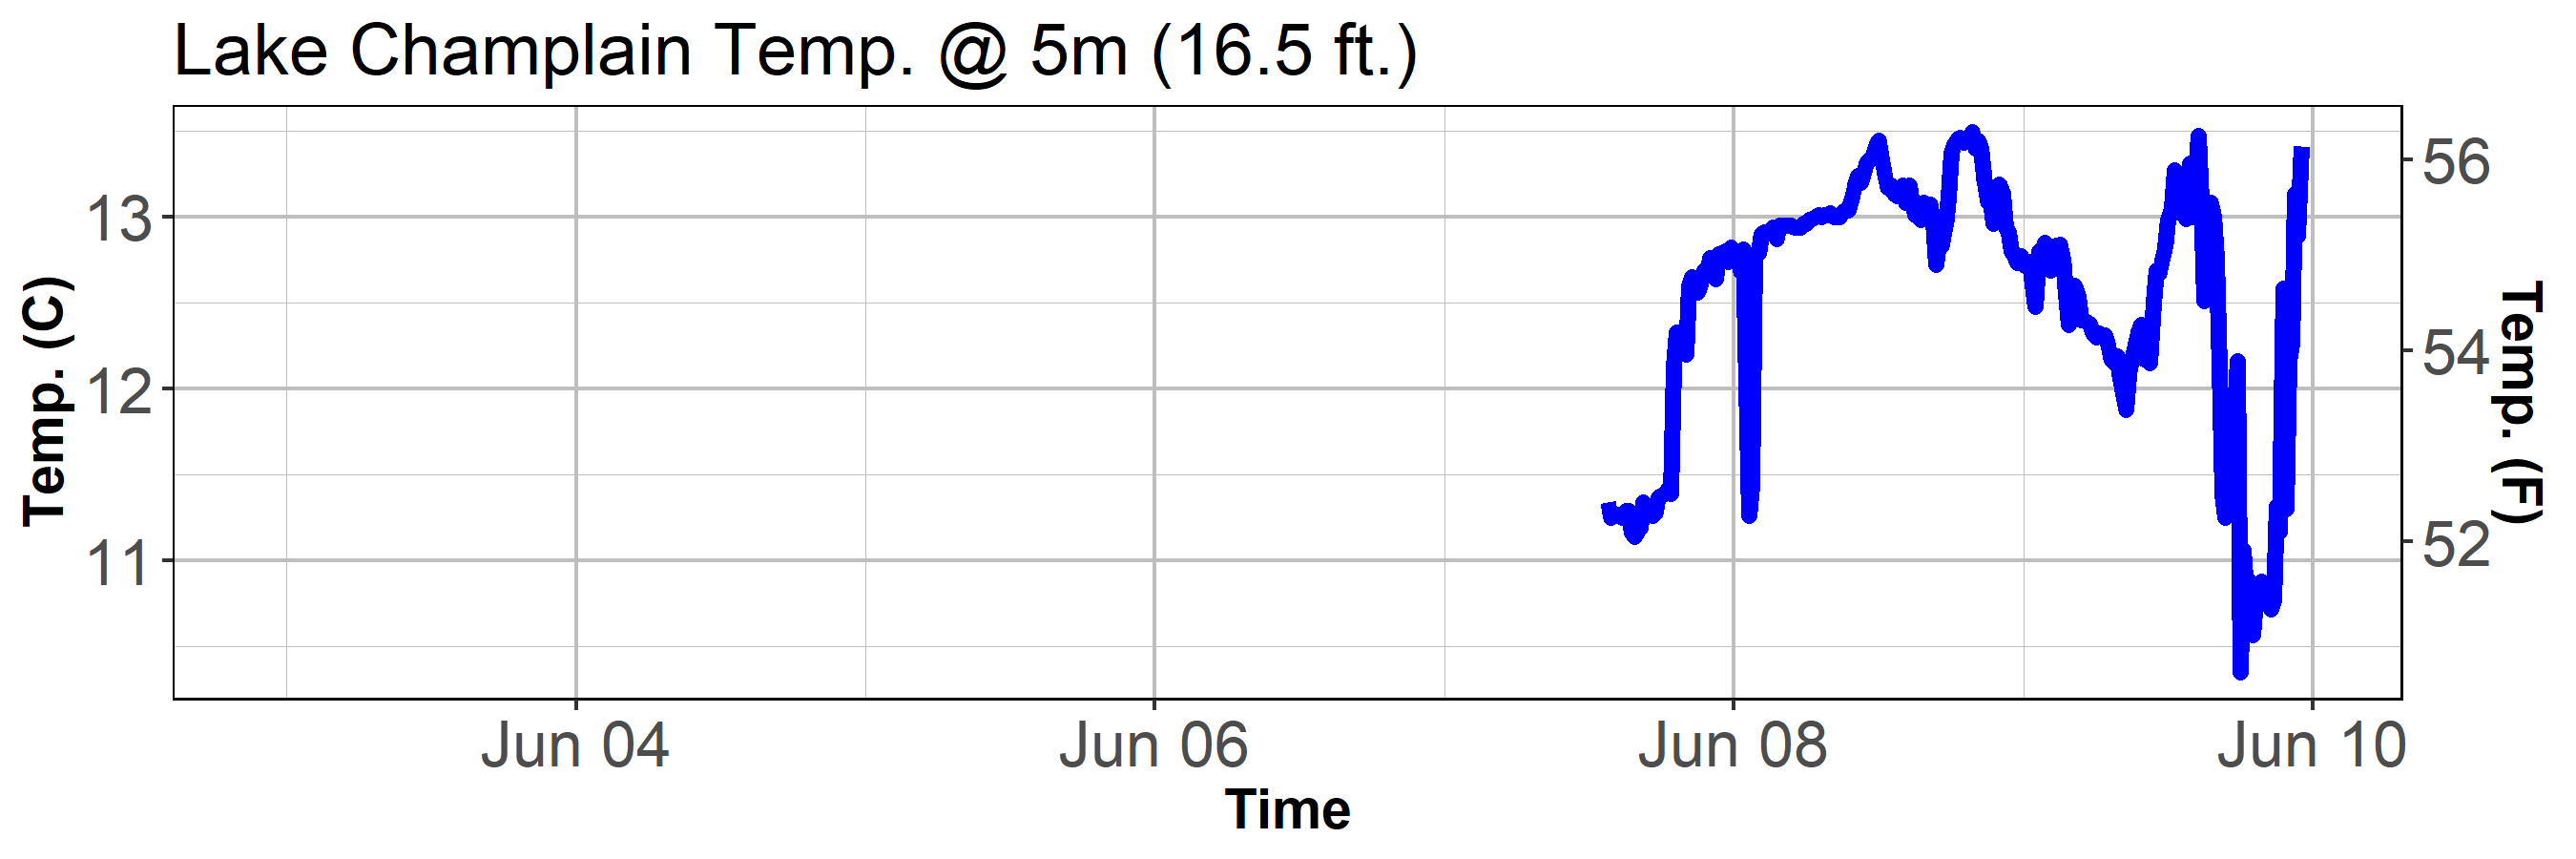 Lake Champlain Temp. @ 5m (16.5 ft.)
Temp. (C)
13
12
11
56
54
52
Temp. (F)
Jun 04 Jun 06 Jun 08 Jun 10
Time